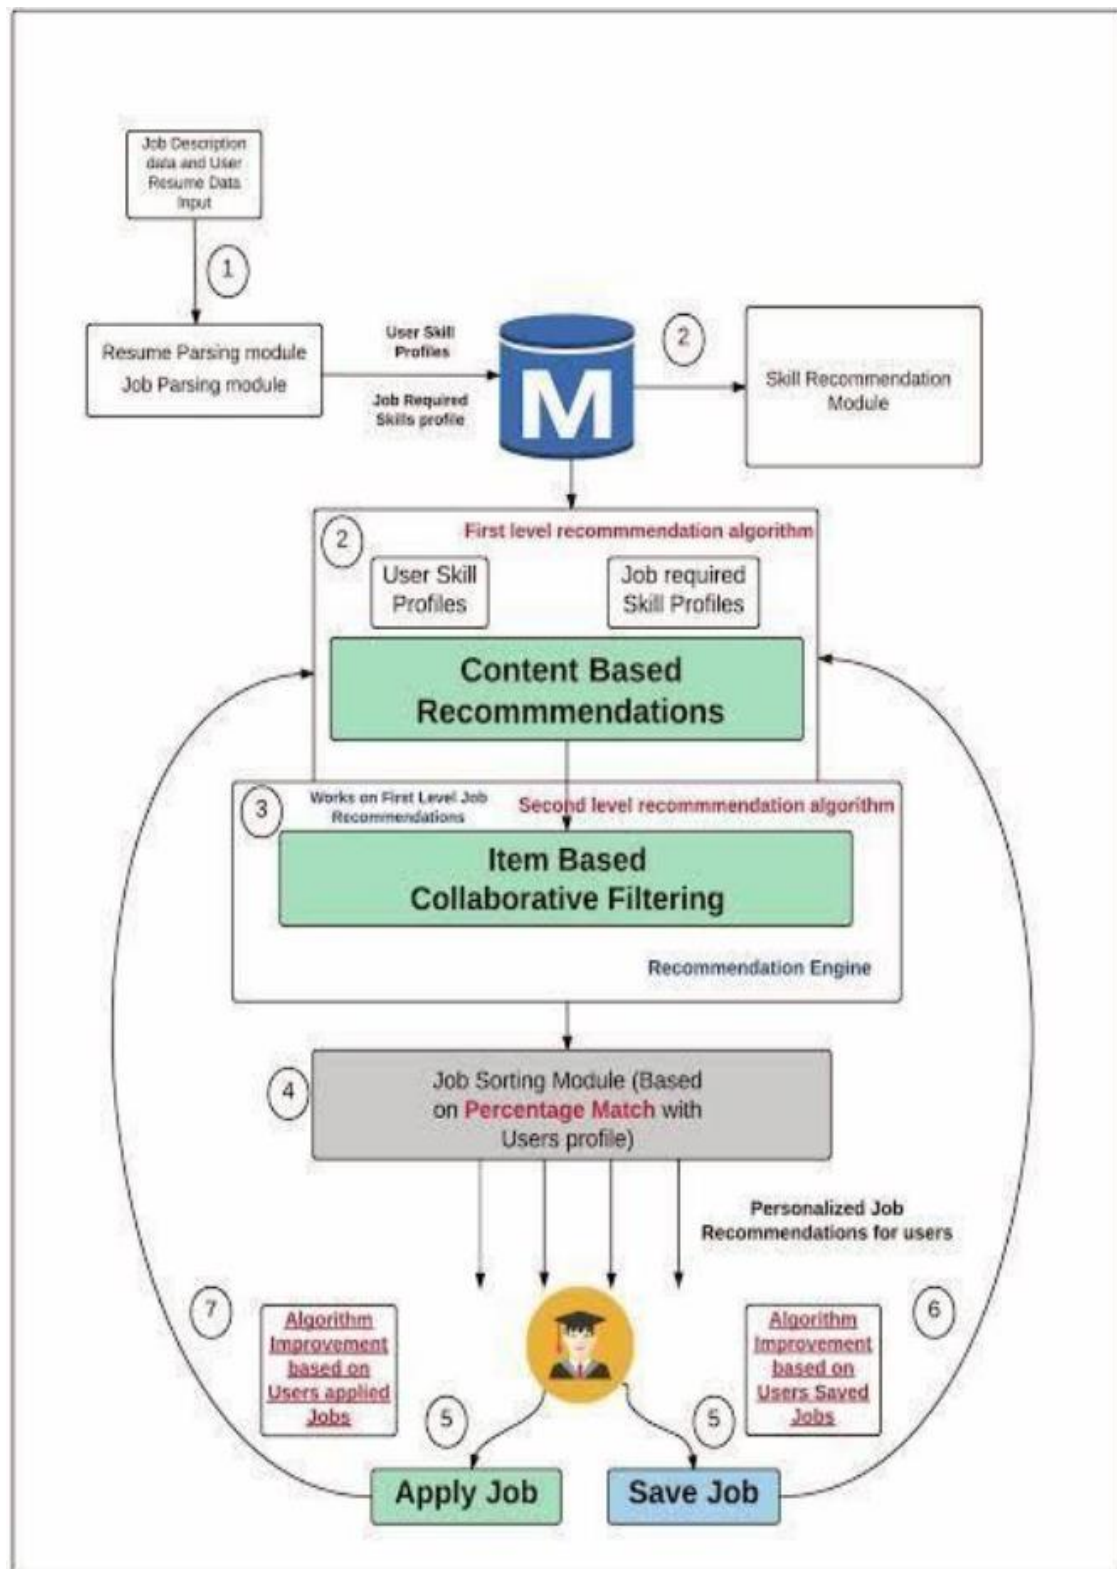 Job Description
data and User
Resume Data
Input
1
Resume Parsing module
Job Parsing module
User Skill
Profiles
Job Required
Skills profile
M
2
Skill Recommendation
Module
2
First level recommmendation algorithm
User Skill
Profiles
Job required
Skill Profiles
Content Based
Recommmendations
3
Works on First Level Job
Recommendations
Second level recommmendation algorithm
Item Based
Collaborative Filtering
Recommendation Engine
4
Job Sorting Module (Based
on Percentage Match with
Users profile)
Personalized Job
Recommendations for users
7
Algorithm
Improvement
based on
Users applied
Jobs
5
5
Algorithm
Improvement
based on
Users Saved
Jobs
6
Apply Job
Save Job